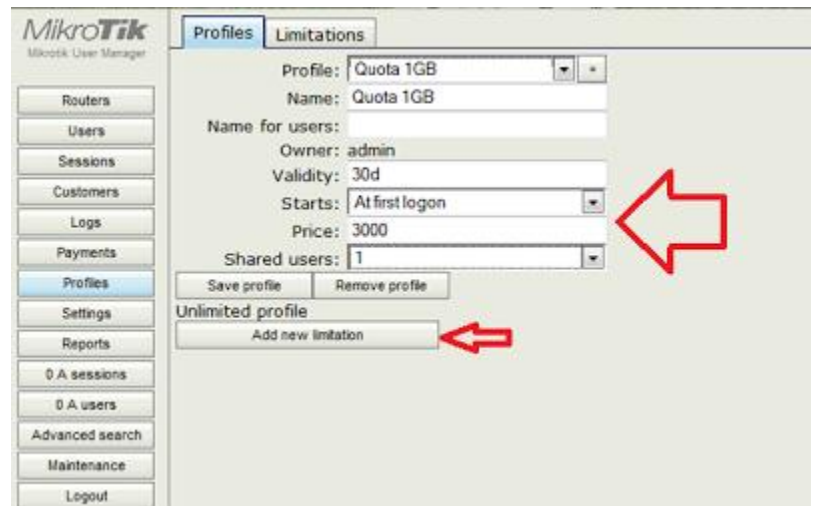 MikroTik
Mikrotik User Manager
Routers
Users
Sessions
Customers
Logs
Payments
Profiles
Settings
Reports
0 A sessions
0 A users
Advanced search
Maintenance
Logout
Profiles Limitations
Profile: Quota 1GB
Name: Quota 1GB
Name for users:
Owner: admin
Validity: 30d
Starts: At first logon
Price: 3000
Shared users: 1
Save profile Remove profile
Unlimited profile
Add new limitation